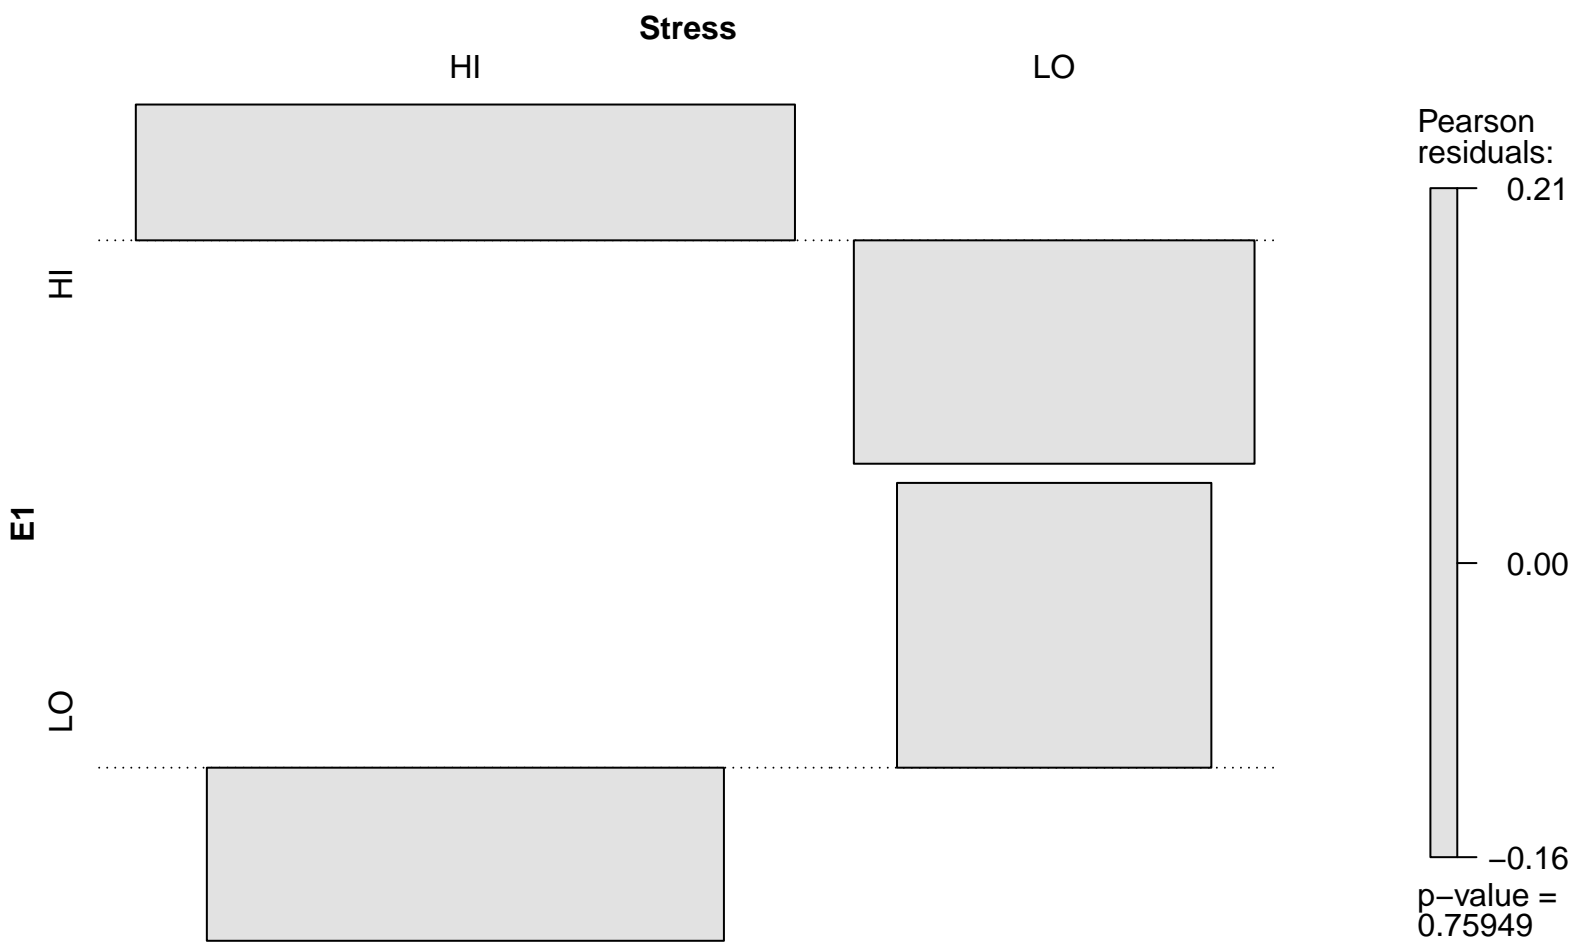 Stress
HI
LO
HI
E1
LO
Pearson
residuals:
0.21
0.00
−0.16
p−value =
0.75949